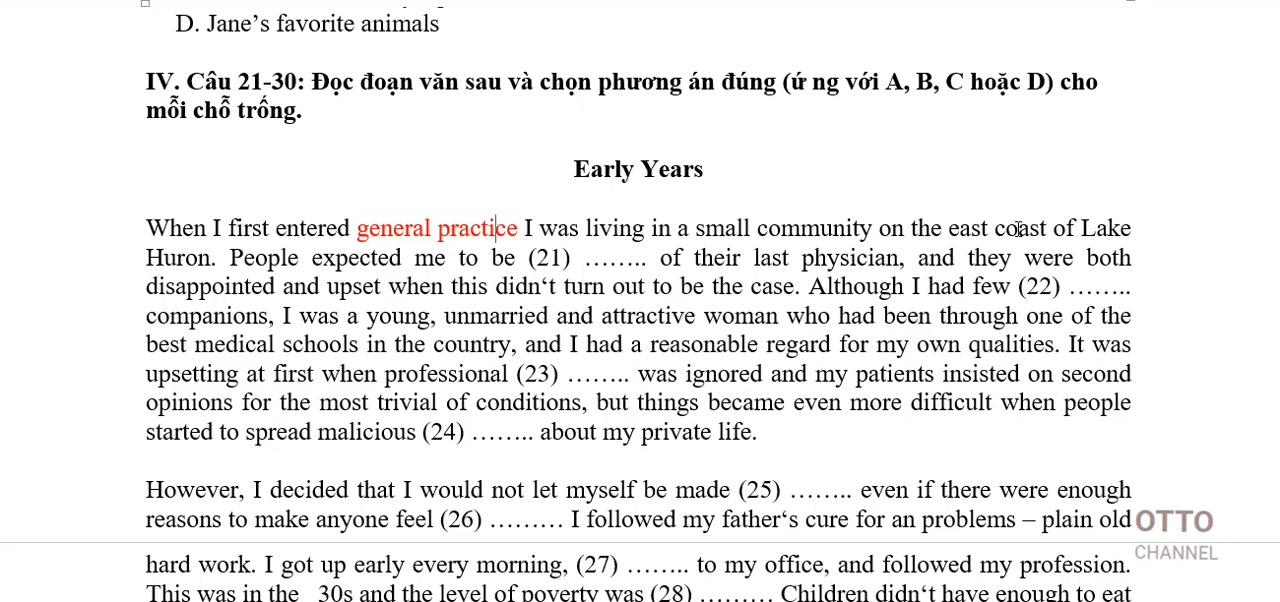 D. Jane’s favorite animals
IV. Câu 21-30: Đọc đoạn văn sau và chọn phương án đúng (ứ ng với A, B, C hoặc D) cho
mỗi chỗ trống.
Early Years
When I first entered general practice I was living in a small community on the east coast of Lake
Huron. People expected me to be (21) …….. of their last physician, and they were both
disappointed and upset when this didn‘t turn out to be the case. Although I had few (22) ……..
companions, I was a young, unmarried and attractive woman who had been through one of the
best medical schools in the country, and I had a reasonable regard for my own qualities. It was
upsetting at first when professional (23) …….. was ignored and my patients insisted on second
opinions for the most trivial of conditions, but things became even more difficult when people
started to spread malicious (24) …….. about my private life.
However, I decided that I would not let myself be made (25) …….. even if there were enough
reasons to make anyone feel (26) ……… I followed my father‘s cure for an problems – plain old
OTTO
CHANNEL
hard work. I got up early every morning, (27) …….. to my office, and followed my profession.
This was in the _30s and the level of poverty was (28) ……… Children didn‘t have enough to eat